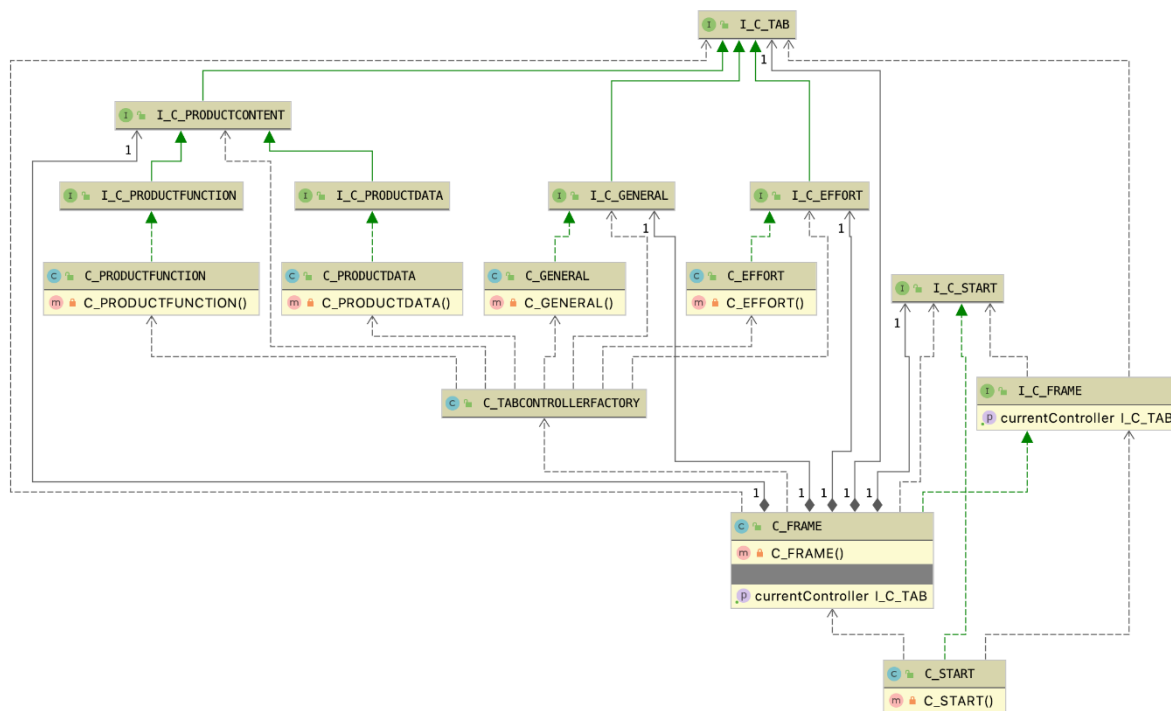 I_C_TAB
1
I_C_PRODUCTCONTENT
1
I_C_PRODUCTFUNCTION
I_C_PRODUCTDATA
I_C_GENERAL
I_C_EFFORT
1
1
C_PRODUCTFUNCTION
C_PRODUCTFUNCTION()
C_PRODUCTDATA
C_PRODUCTDATA()
C_GENERAL
C_GENERAL()
C_EFFORT
C_EFFORT()
I_C_START
1
C_TABCONTROLLERFACTORY
I_C_FRAME
currentController I_C_TAB
1
1
1
1
1
C_FRAME
C_FRAME()
currentController I_C_TAB
C_START
C_START()